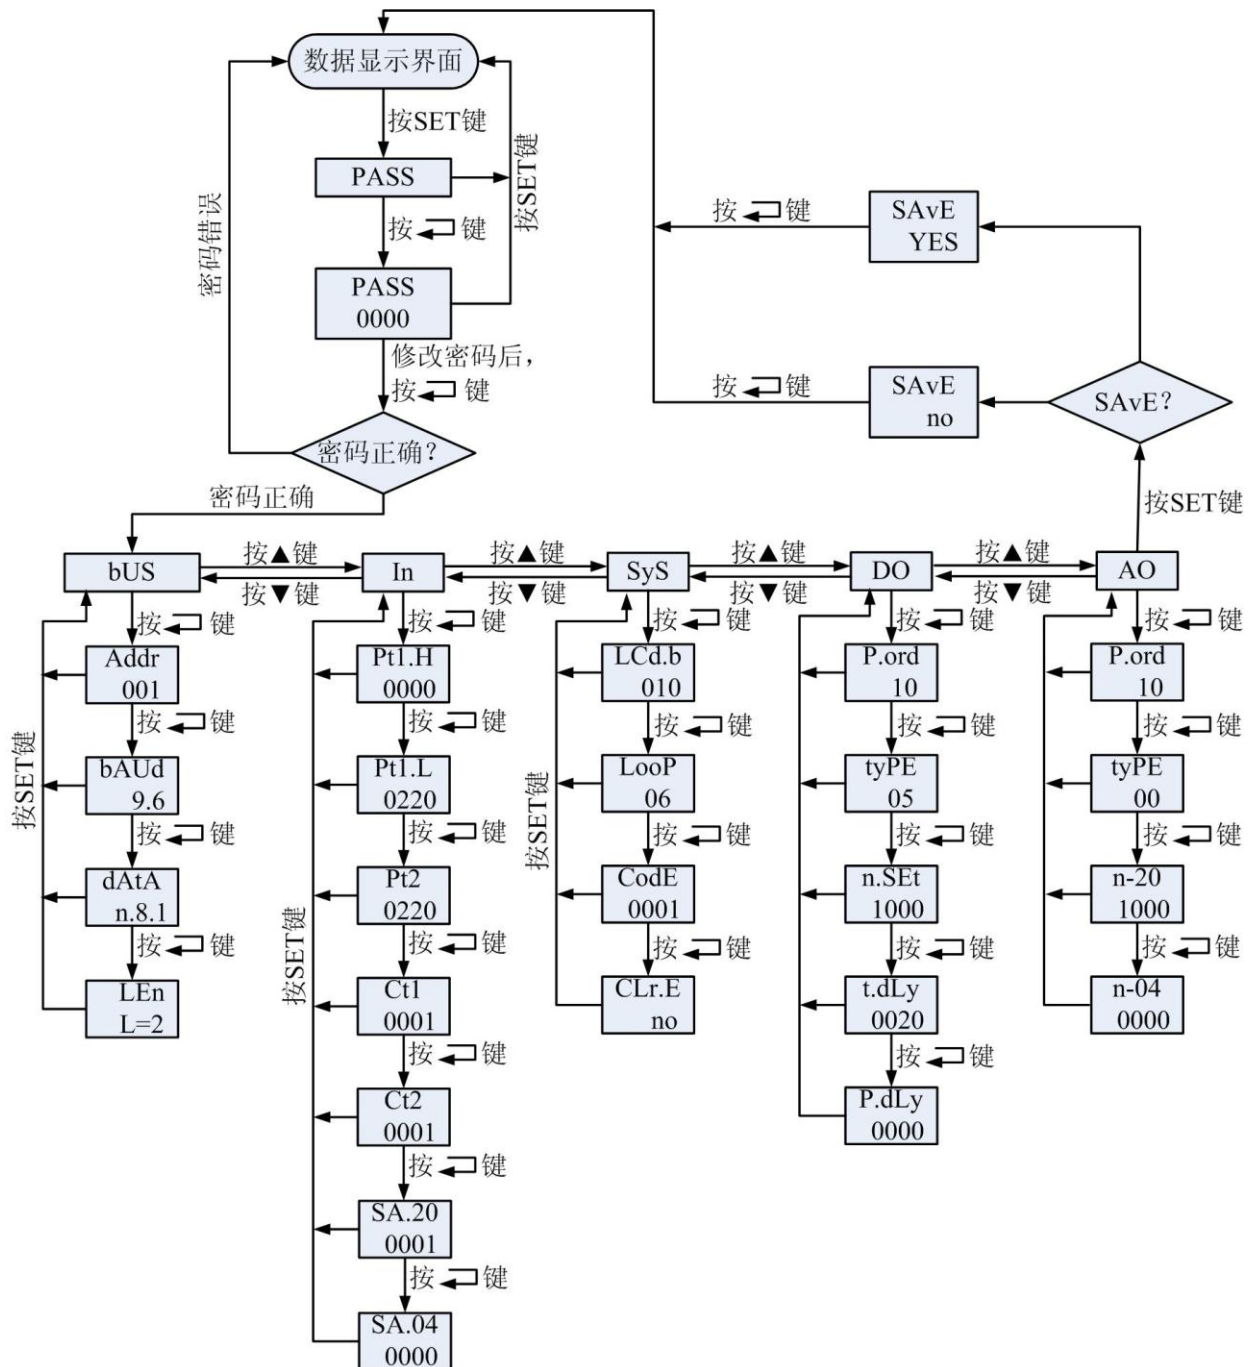 数据显示界面
按SET键
PASS
按 键
PASS
0000
修改密码后,
按 键
密码正确?
密码错误
按SET键
密码正确
按 键
SAvE
YES
按 键
SAvE
no
SAvE?
按SET键
bUS
按▲键
按▼键
In
按▲键
按▼键
SyS
按▲键
按▼键
DO
按▲键
按▼键
AO
按 键
Addr
001
按 键
bAUd
9.6
按 键
dAtA
n.8.1
按 键
LEn
L=2
按SET键
按 键
Pt1.H
0000
按 键
Pt1.L
0220
按 键
Pt2
0220
按 键
Ct1
0001
按 键
Ct2
0001
按 键
SA.20
0001
按 键
SA.04
0000
按SET键
按 键
LCd.b
010
按 键
LooP
06
按 键
CodE
0001
按 键
CLr.E
no
按SET键
按 键
P.ord
10
按 键
tyPE
05
按 键
n.SEt
1000
按 键
t.dLy
0020
按 键
P.dLy
0000
按 键
P.ord
10
按 键
tyPE
00
按 键
n-20
1000
按 键
n-04
0000